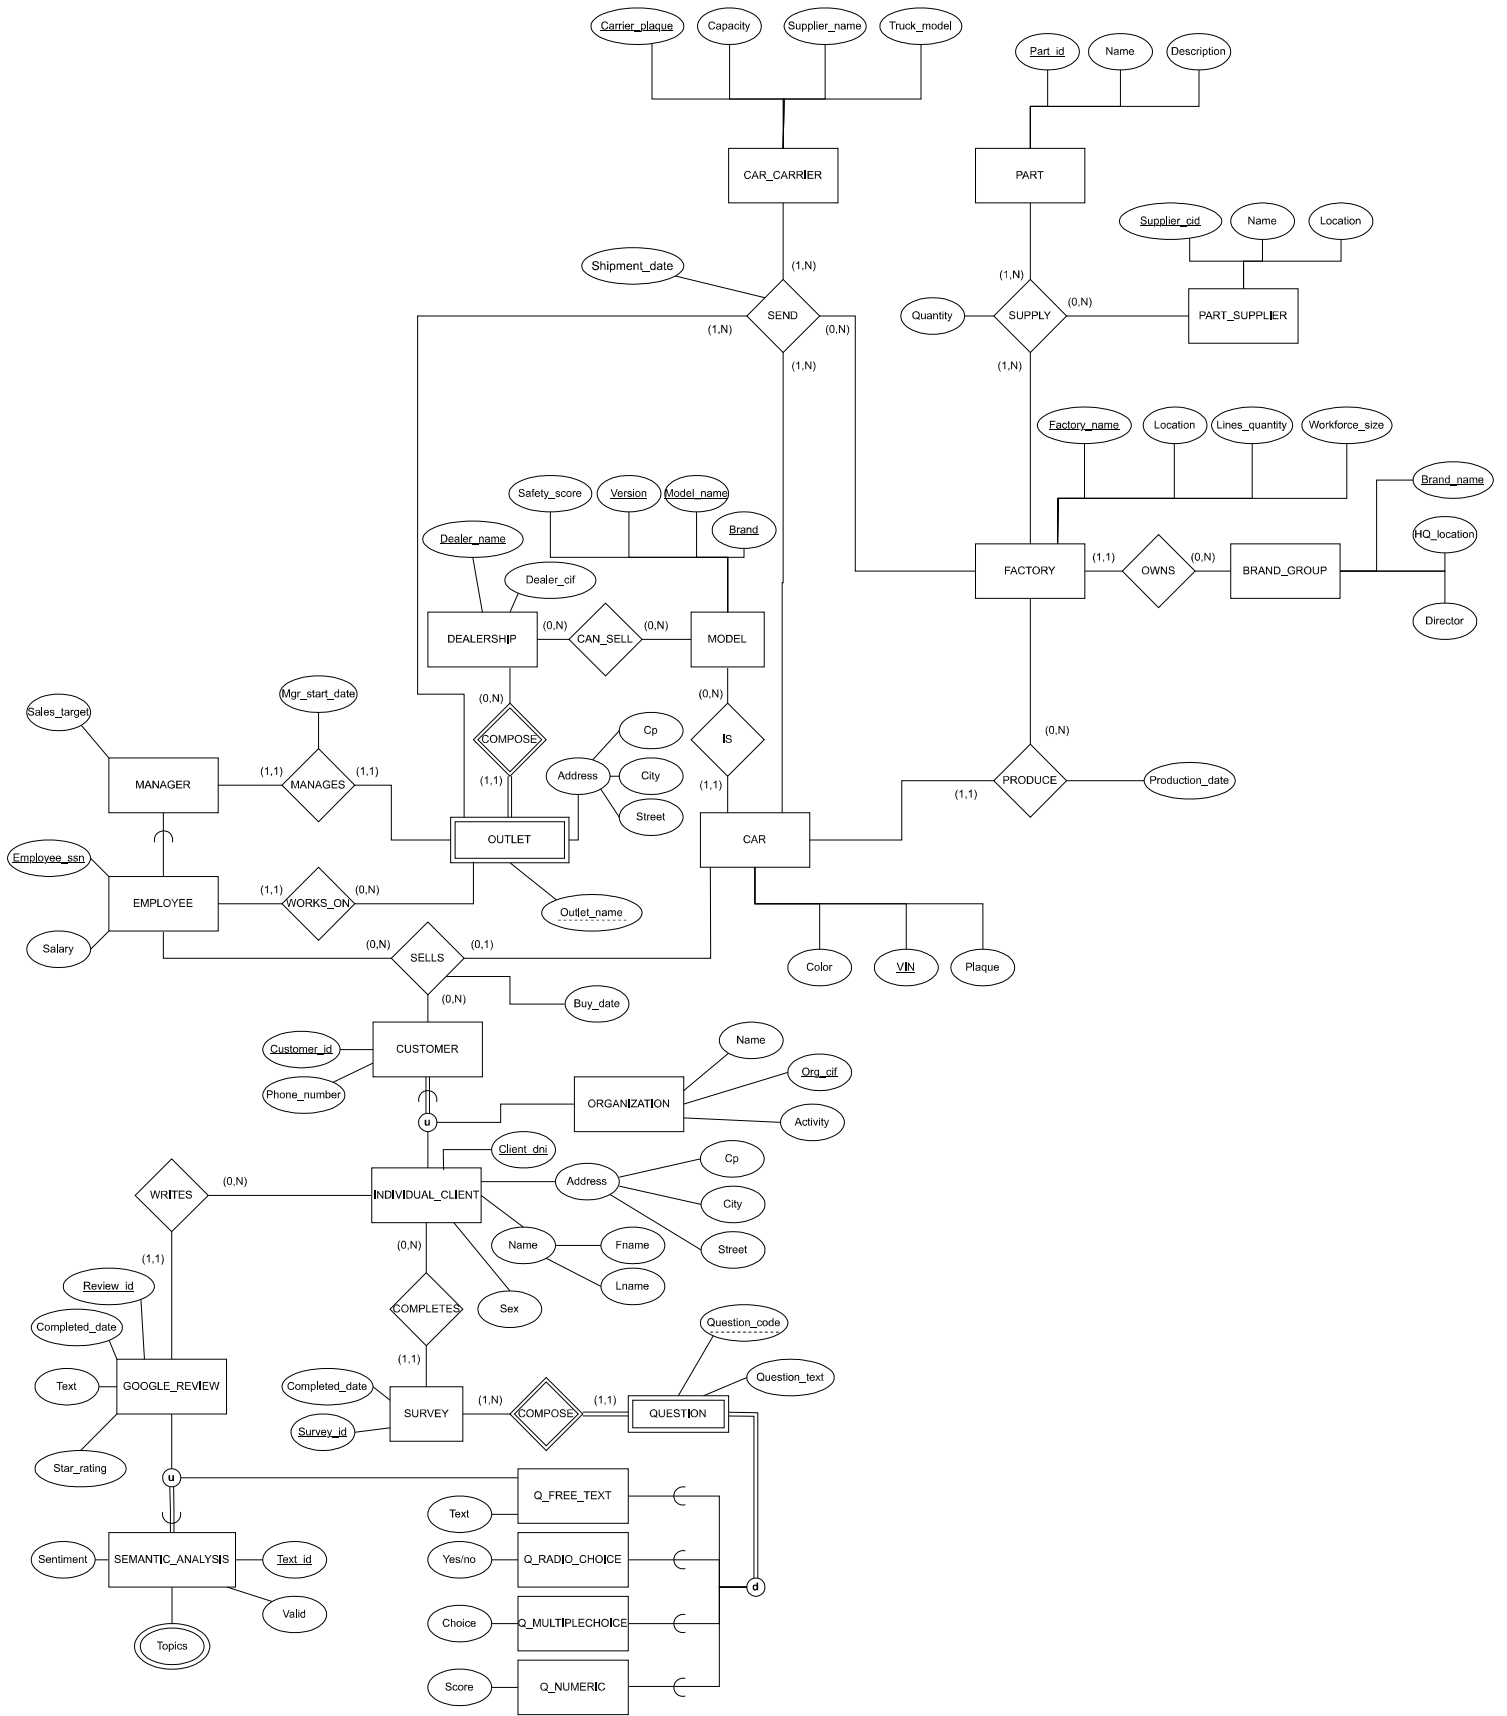 Carrier_plaque
Capacity
Supplier_name
Truck_model
Part_id
Name
Description
CAR_CARRIER
PART
Supplier_cid
Name
Location
Shipment_date
(1,N)
(1,N)
SEND
(1,N)
(0,N)
(1,N)
Quantity
SUPPLY
(0,N)
PART_SUPPLIER
(1,N)
Factory_name
Location
Lines_quantity
Workforce_size
Brand_name
Safety_score
Version
Model_name
Brand
Dealer_name
HQ_location
Dealer_cif
FACTORY
(1,1)
OWNS
(0,N)
BRAND_GROUP
Director
DEALERSHIP
(0,N)
CAN_SELL
(0,N)
MODEL
Mgr_start_date
(0,N)
(0,N)
Sales_target
COMPOSE
Cp
IS
(0,N)
MANAGER
(1,1)
MANAGES
(1,1)
(1,1)
Address
City
(1,1)
PRODUCE
(1,1)
Production_date
Street
OUTLET
CAR
Employee_ssn
EMPLOYEE
(1,1)
WORKS_ON
(0,N)
Outlet_name
Salary
(0,N)
SELLS
(0,1)
Color
VIN
Plaque
(0,N)
Buy_date
Customer_id
CUSTOMER
Name
Phone_number
ORGANIZATION
Org_cif
u
Activity
Client_dni
Cp
WRITES
(0,N)
INDIVIDUAL_CLIENT
Address
City
(0,N)
Name
Fname
Street
(1,1)
Review_id
Lname
COMPLETES
Sex
Completed_date
Question_code
(1,1)
Text
GOOGLE_REVIEW
Completed_date
Question_text
SURVEY
(1,N)
COMPOSE
(1,1)
QUESTION
Survey_id
Star_rating
u
Q_FREE_TEXT
Text
Sentiment
SEMANTIC_ANALYSIS
Text_id
Yes/no
Q_RADIO_CHOICE
d
Valid
Choice
Q_MULTIPLECHOICE
Topics
Score
Q_NUMERIC